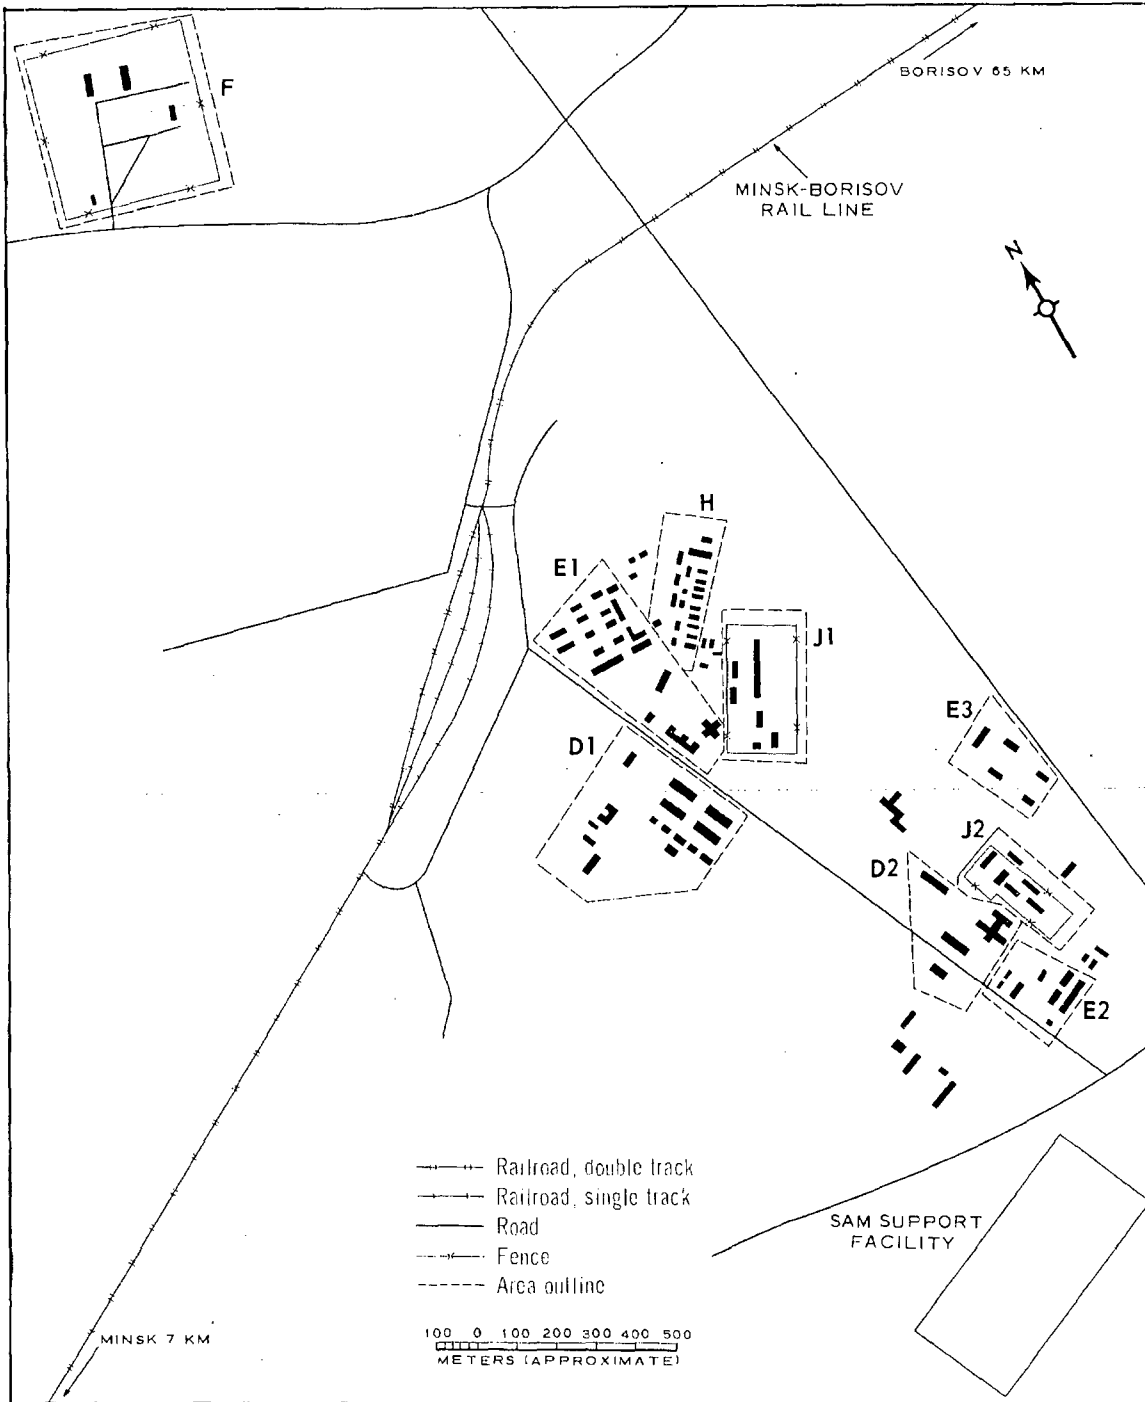 F
BORISOV 65 KM
MINSK-BORISOV
RAIL LINE
N
H
E1
J1
E3
D1
J2
D2
E2
Railroad, double track
Railroad, single track
Road
Fence
Area outline
SAM SUPPORT
FACILITY
MINSK 7 KM
100 0 100 200 300 400 500
METERS (APPROXIMATE)